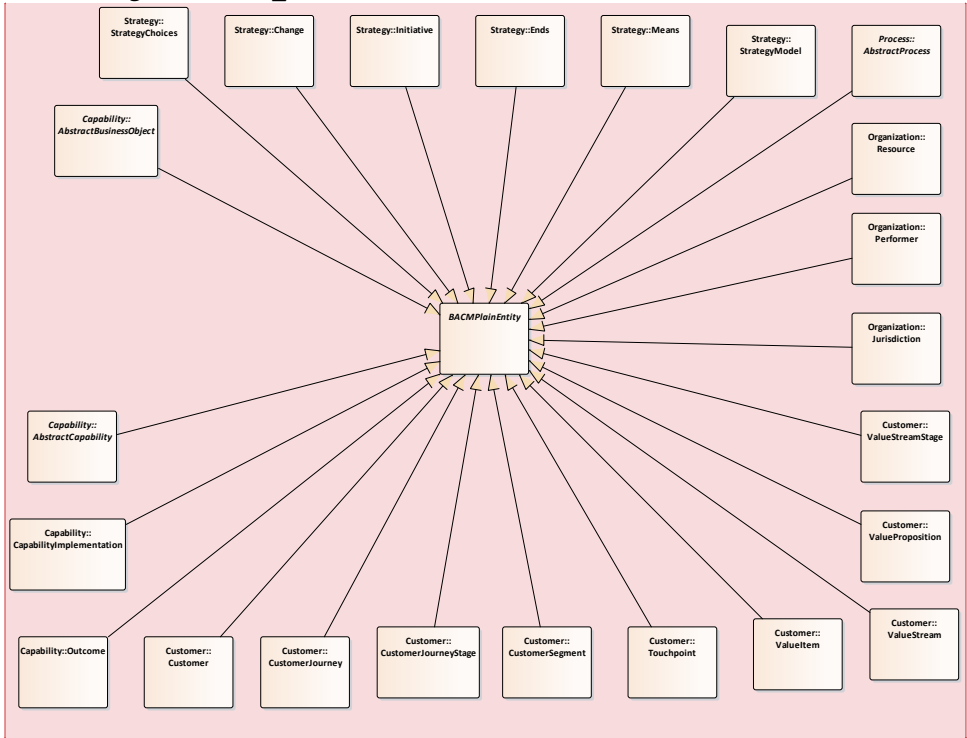 Strategy::
StrategyChoices
Strategy::Change
Strategy::Initiative
Strategy::Ends
Strategy::Means
Strategy::
StrategyModel
Process::
AbstractProcess
Capability::
AbstractBusinessObject
Organization::
Resource
Organization::
Performer
BACMPlainEntity
Organization::
Jurisdiction
Capability::
AbstractCapability
Customer::
ValueStreamStage
Capability::
CapabilityImplementation
Customer::
ValueProposition
Capability::Outcome
Customer::
Customer
Customer::
CustomerJourney
Customer::
CustomerJourneyStage
Customer::
CustomerSegment
Customer::
Touchpoint
Customer::
ValueItem
Customer::
ValueStream